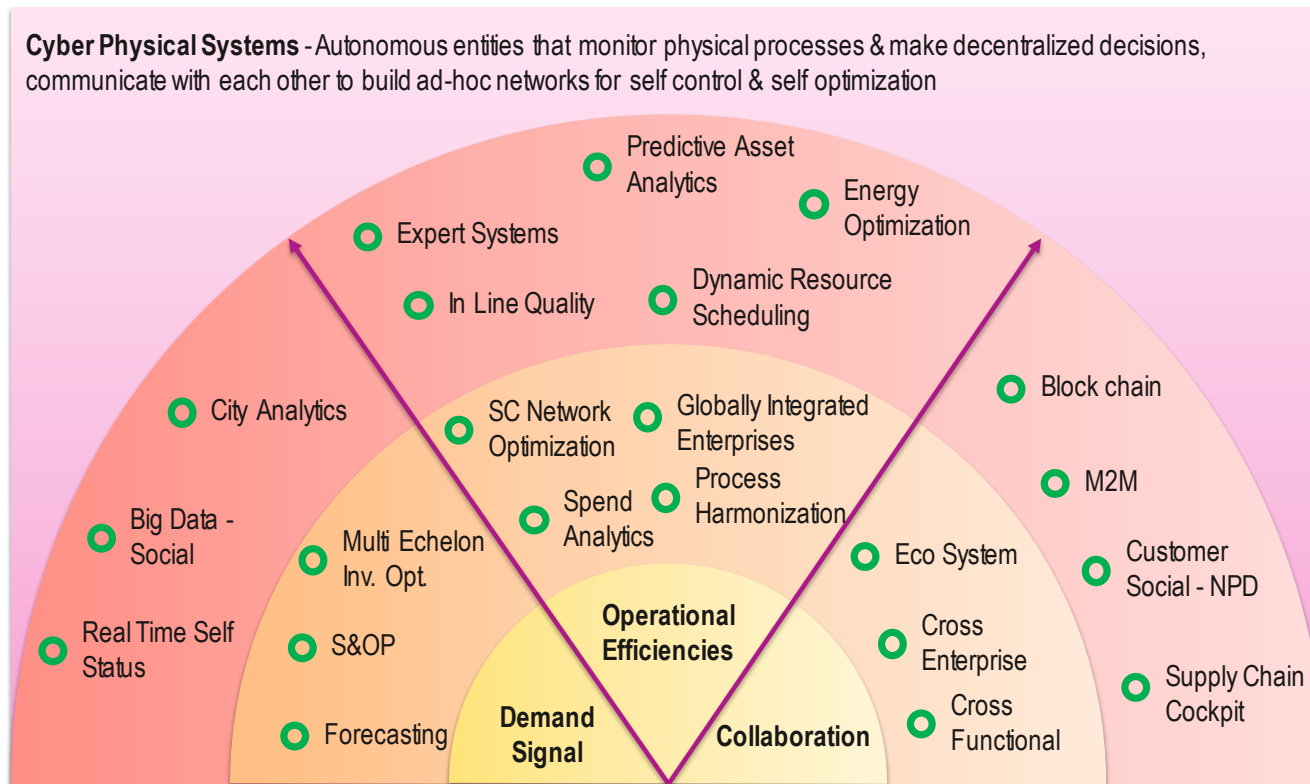 Cyber Physical Systems - Autonomous entities that monitor physical processes & make decentralized decisions,
communicate with each other to build ad-hoc networks for self control & self optimization
Predictive Asset
Analytics
Energy
Optimization
Expert Systems
In Line Quality
Dynamic Resource
Scheduling
City Analytics
Big Data -
Social
Real Time Self
Status
SC Network
Optimization
Globally Integrated
Enterprises
Spend
Analytics
Process
Harmonization
Multi Echelon
Inv. Opt.
S&OP
Forecasting
Block chain
M2M
Customer
Social - NPD
Supply Chain
Cockpit
Eco System
Cross
Enterprise
Cross
Functional
Operational
Efficiencies
Demand
Signal
Collaboration